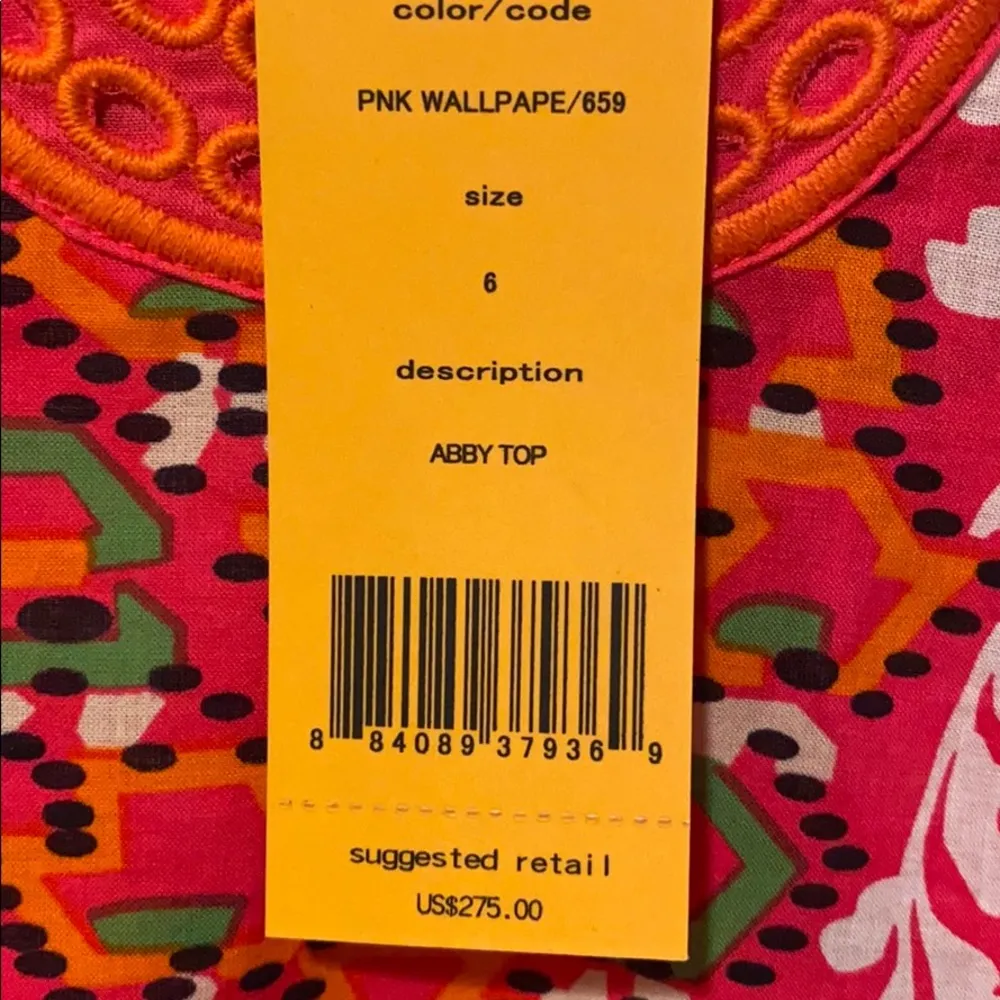 color/code
PNK WALLPAPE/659
size
6
description
ABBY TOP
8 84089 37936 9
suggested retail
US$275.00